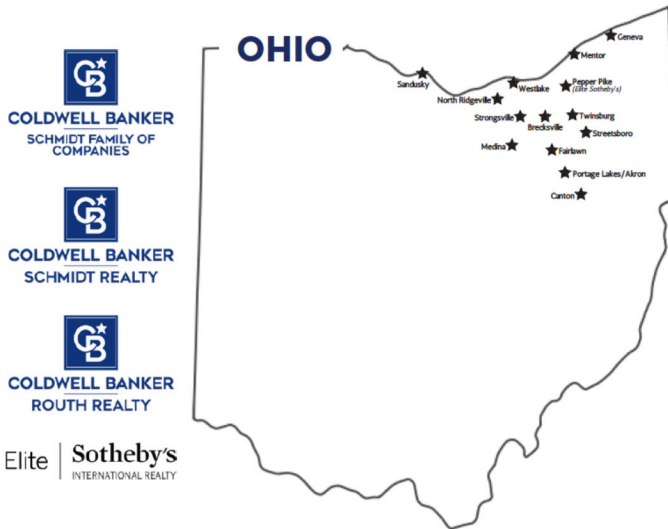 OHIO
Geneva
Mentor
Sandusky
Westlake
Pepper Pike
(Elite Sotheby's)
North Ridgeville
Strongsville
Brecksville
Twinsburg
Streetsboro
Medina
Fairlawn
Portage Lakes/Akron
Canton
CB
COLDWELL BANKER
SCHMIDT FAMILY OF
COMPANIES
CB
COLDWELL BANKER
SCHMIDT REALTY
CB
COLDWELL BANKER
ROUTH REALTY
Elite | Sotheby's
INTERNATIONAL REALTY